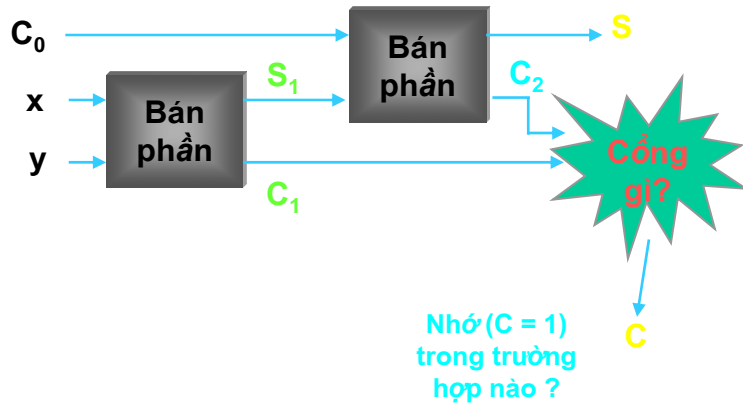 C₀
S
Bán
phần
C₂
S₁
x
Bán
phần
y
Cổng
gì?
C₁
Nhớ (C = 1)
trong trường
hợp nào ?
C